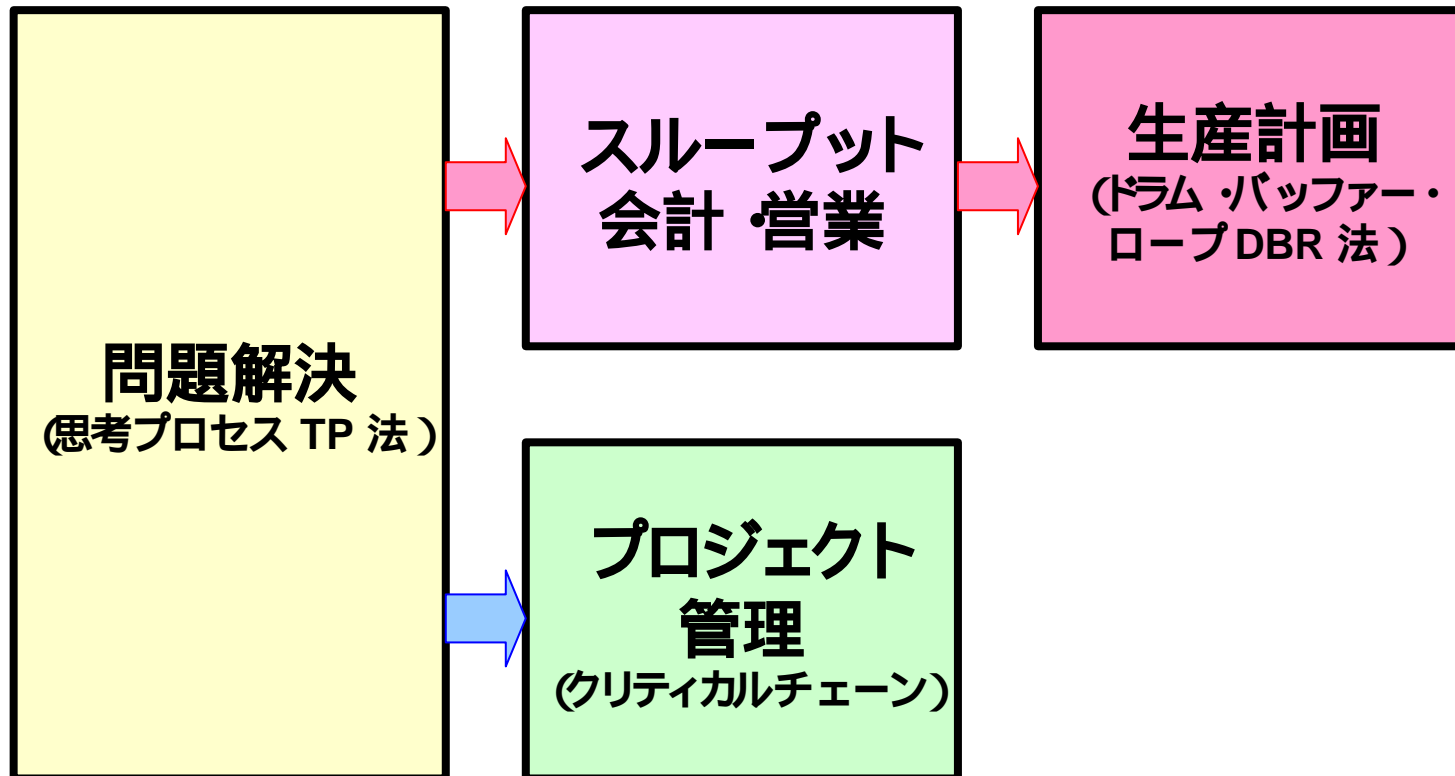 問題解決
(思考プロセス TP 法 )
スループット
会計 ・営業
生産計画
(ドラム ・バッファー・
ロープ DBR 法 )
プロジェクト
管理
(クリティカルチェーン)